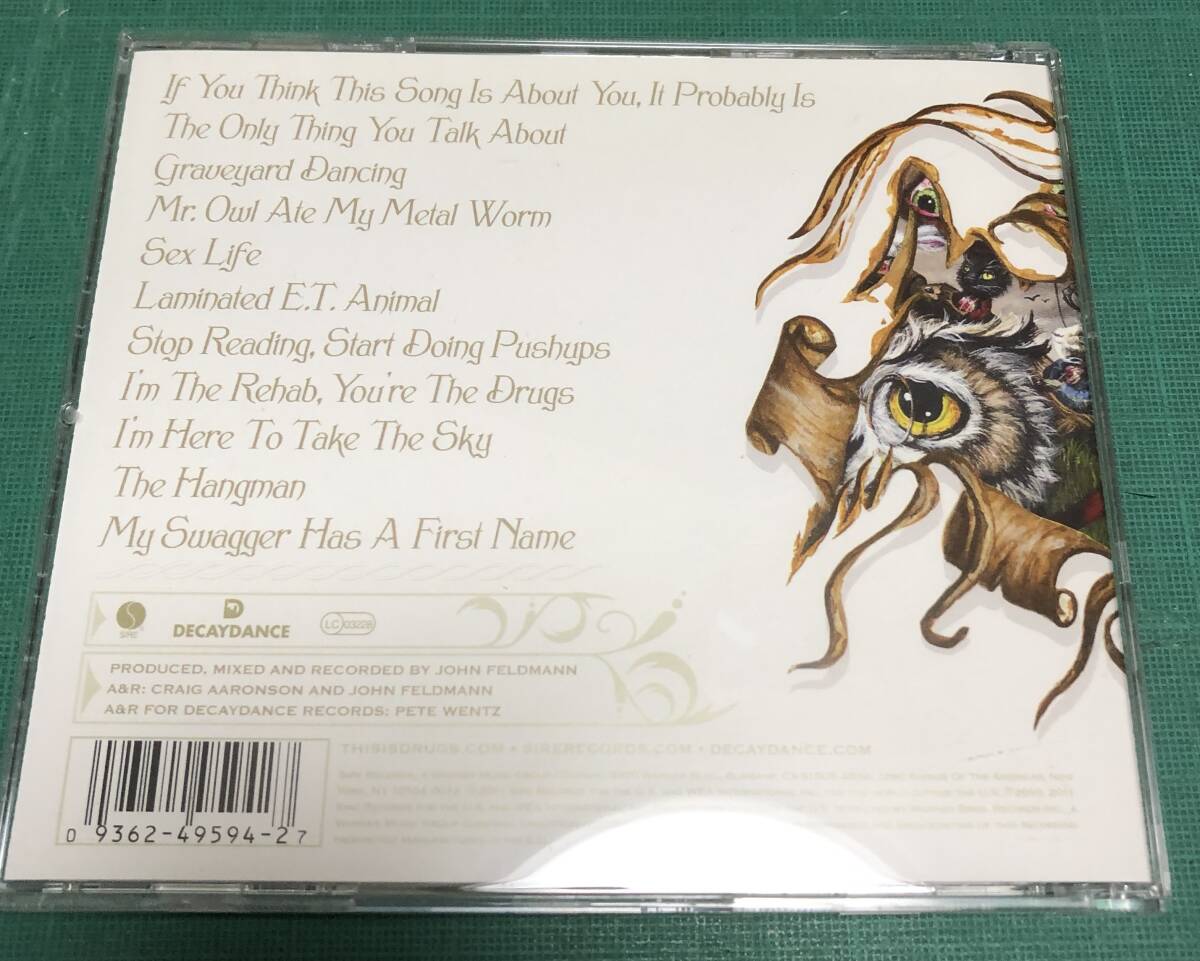 If You Think This Song Is About You, It Probably Is
The Only Thing You Talk About
Graveyard Dancing
Mr. Owl Ate My Metal Worm
Sex Life
Laminated E.T. Animal
Stop Reading, Start Doing Pushups
I'm The Rehab, You're The Drugs
I'm Here To Take The Sky
The Hangman
My Swagger Has A First Name
SIRE
DECAYDANCE
LC 03228
PRODUCED, MIXED AND RECORDED BY JOHN FELDMANN
A&R: CRAIG AARONSON AND JOHN FELDMANN
A&R FOR DECAYDANCE RECORDS: PETE WENTZ
THISISDRUGS.COM • SIRERECORDS.COM • DECAYDANCE.COM
0 9362-49594-2 7